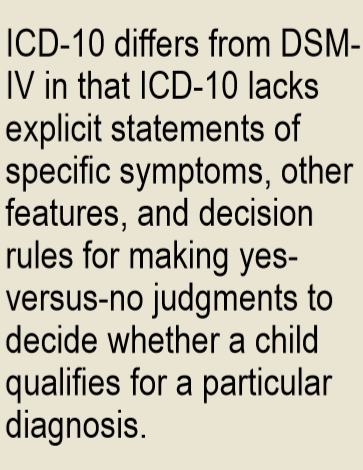 ICD-10 differs from DSM-
IV in that ICD-10 lacks
explicit statements of
specific symptoms, other
features, and decision
rules for making yes-
versus-no judgments to
decide whether a child
qualifies for a particular
diagnosis.